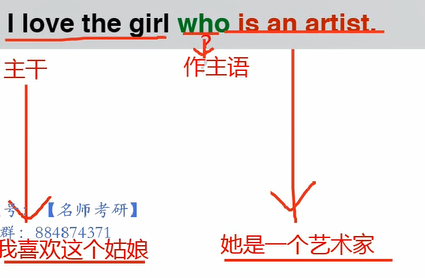 I love the girl who is an artist.
?
主干 作主语
号：【名师考研】
群：884874371
我喜欢这个姑娘 她是一个艺术家